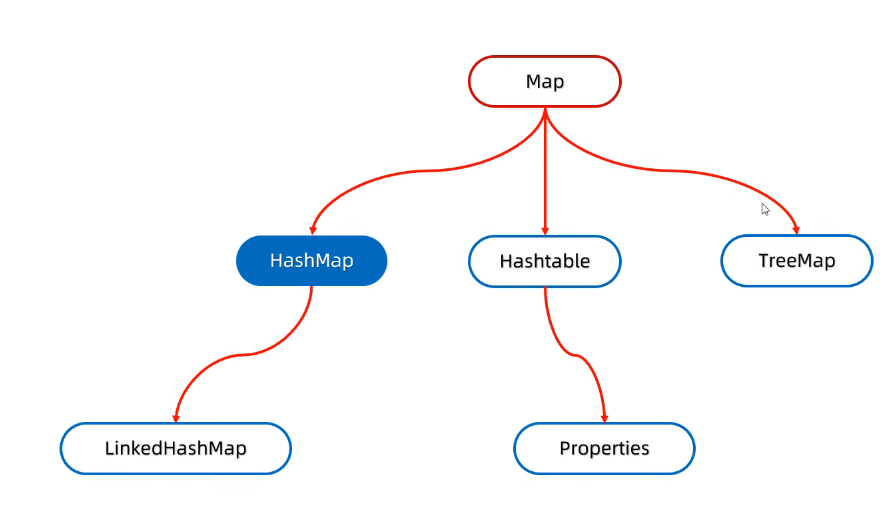 Map
HashMap
Hashtable
TreeMap
LinkedHashMap
Properties